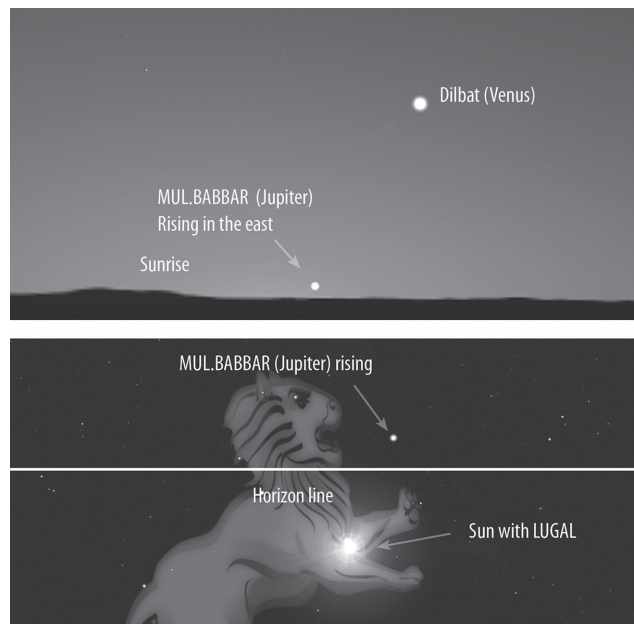 Dilbat (Venus)
MUL.BABBAR (Jupiter)
Rising in the east
Sunrise
MUL.BABBAR (Jupiter) rising
Horizon line
Sun with LUGAL